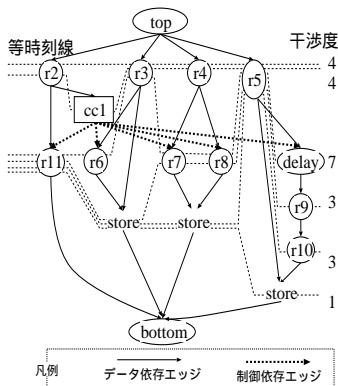 top
等時刻線 干渉度
r2 r3 r4 r5 4
4
cc1
r11 r6 r7 r8 delay 7
r9 3
store store
r10 3
store 1
bottom
凡例
データ依存エッジ 制御依存エッジ